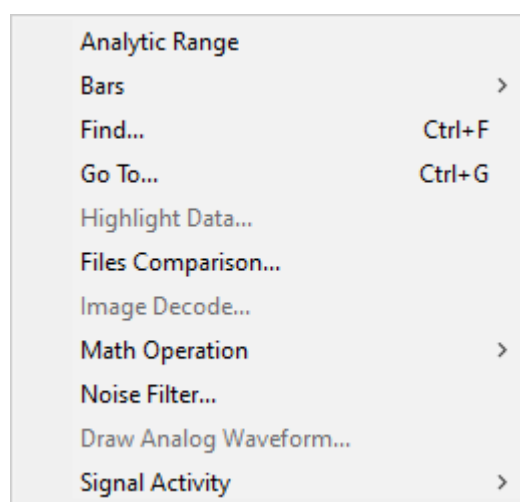 Analytic Range
Bars >
Find... Ctrl+F
Go To... Ctrl+G
Highlight Data...
Files Comparison...
Image Decode...
Math Operation >
Noise Filter...
Draw Analog Waveform...
Signal Activity >